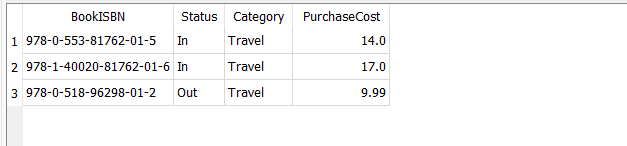 BookISBN Status Category PurchaseCost
1 978-0-553-81762-01-5 In Travel 14.0
2 978-1-40020-81762-01-6 In Travel 17.0
3 978-0-518-96298-01-2 Out Travel 9.99